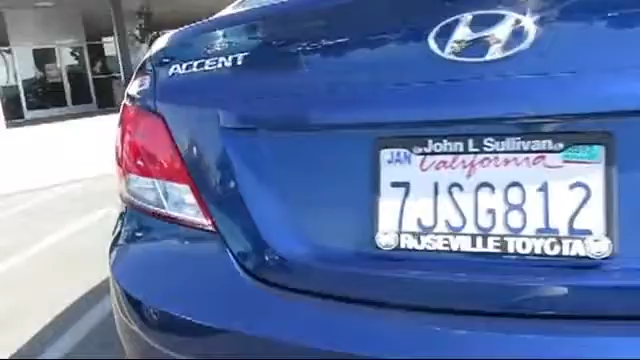 ACCENT
John L Sullivan
JAN California
7JSG812
ROSEVILLE TOYOTA